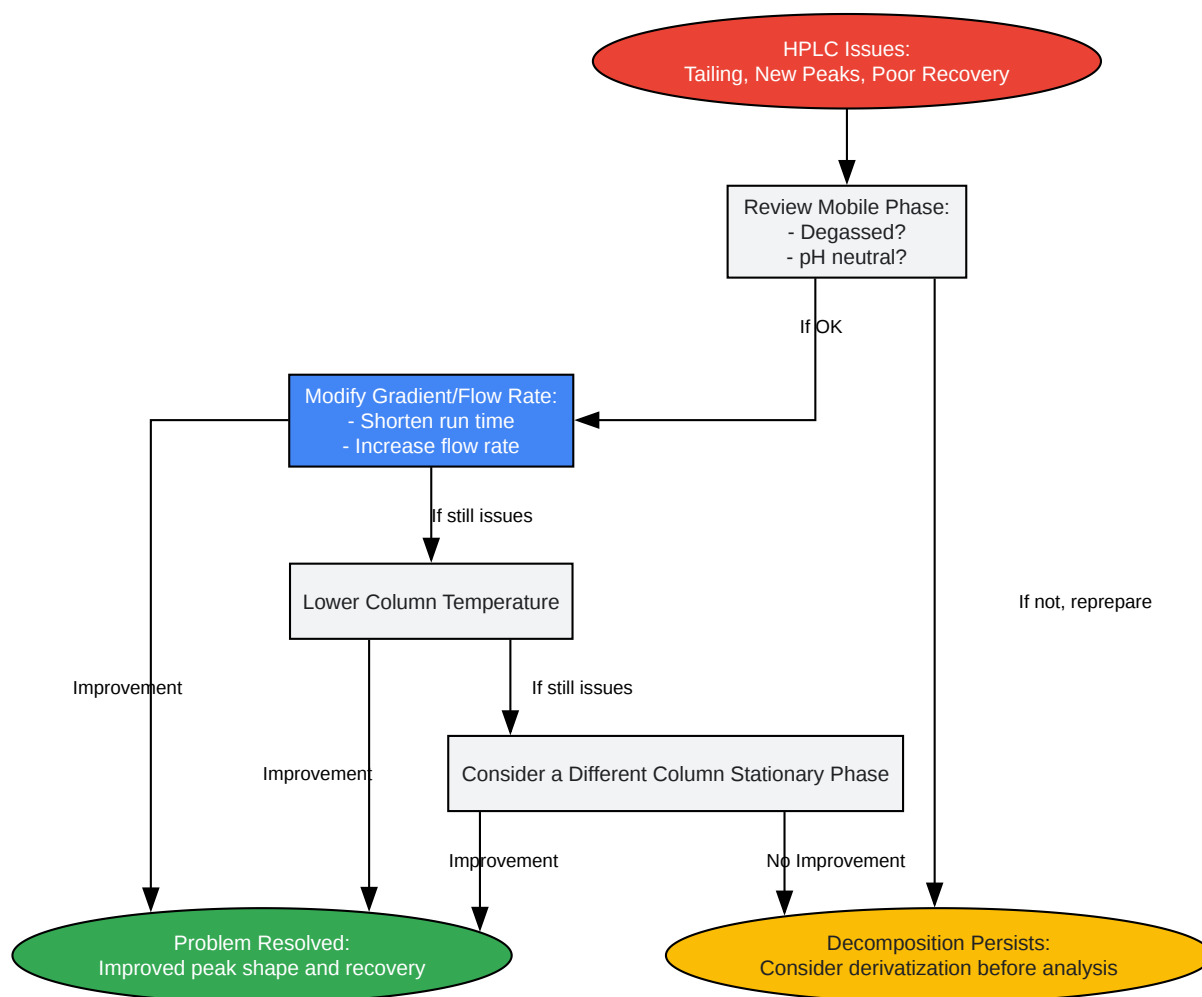 HPLC Issues:
Tailing, New Peaks, Poor Recovery
Review Mobile Phase:
- Degassed?
- pH neutral?
If OK
Modify Gradient/Flow Rate:
- Shorten run time
- Increase flow rate
If still issues
Lower Column Temperature
If not, reprepare
Improvement
If still issues
Improvement
Consider a Different Column Stationary Phase
Improvement
No Improvement
Problem Resolved:
Improved peak shape and recovery
Decomposition Persists:
Consider derivatization before analysis